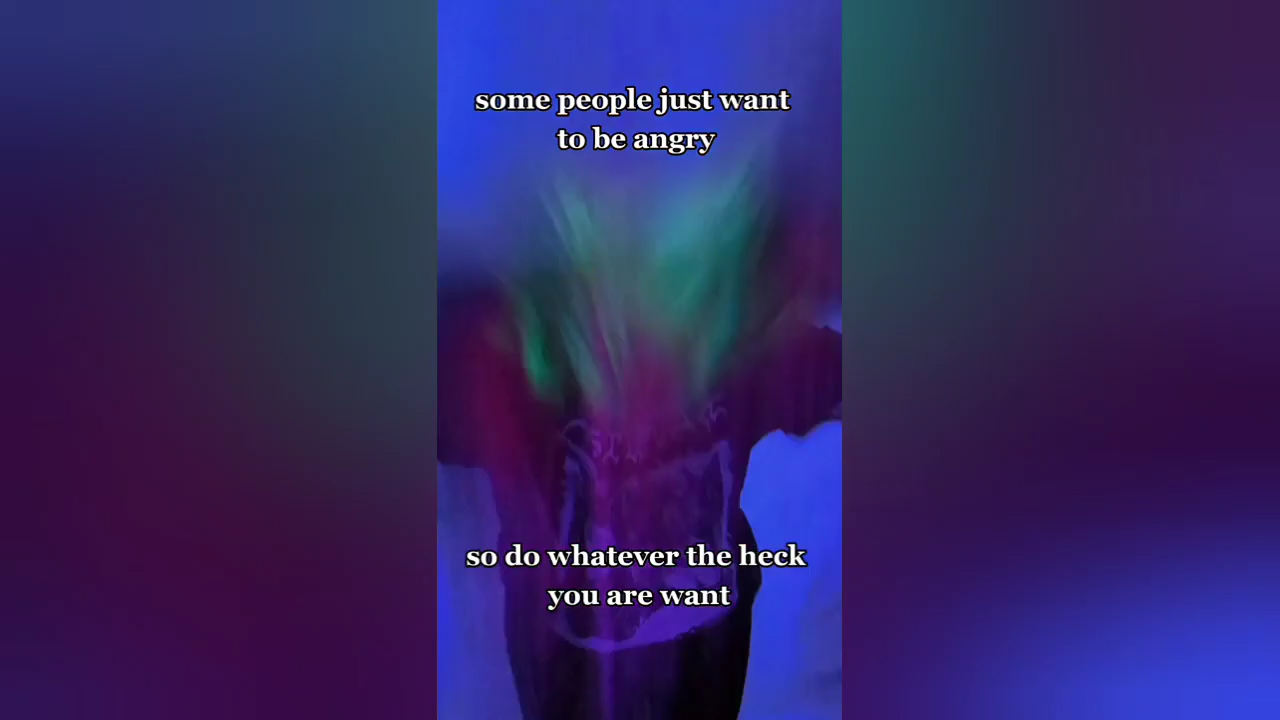 some people just want
to be angry
so do whatever the heck
you are want